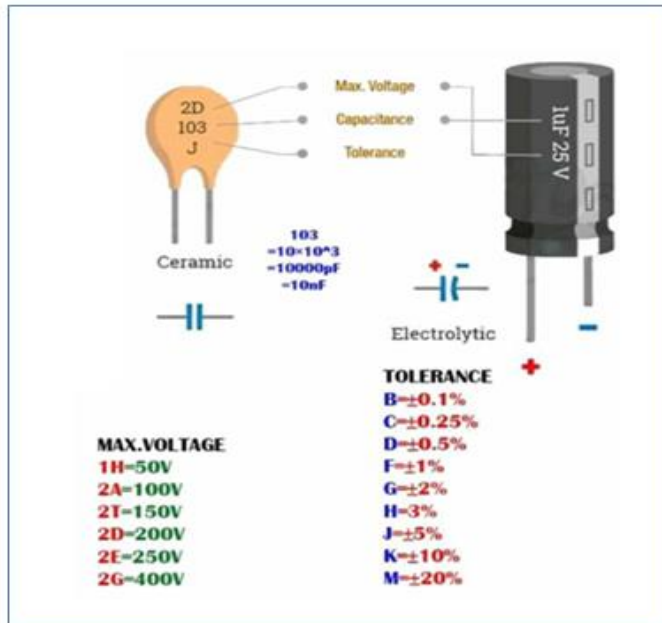 2D
103
J
Max. Voltage
Capacitance
Tolerance
1uF 25 V
Ceramic
103
=10×10^3
=10000pF
=10nF
+ -
Electrolytic
+
-
MAX.VOLTAGE
1H=50V
2A=100V
2T=150V
2D=200V
2E=250V
2G=400V
TOLERANCE
B=±0.1%
C=±0.25%
D=±0.5%
F=±1%
G=±2%
H=3%
J=±5%
K=±10%
M=±20%